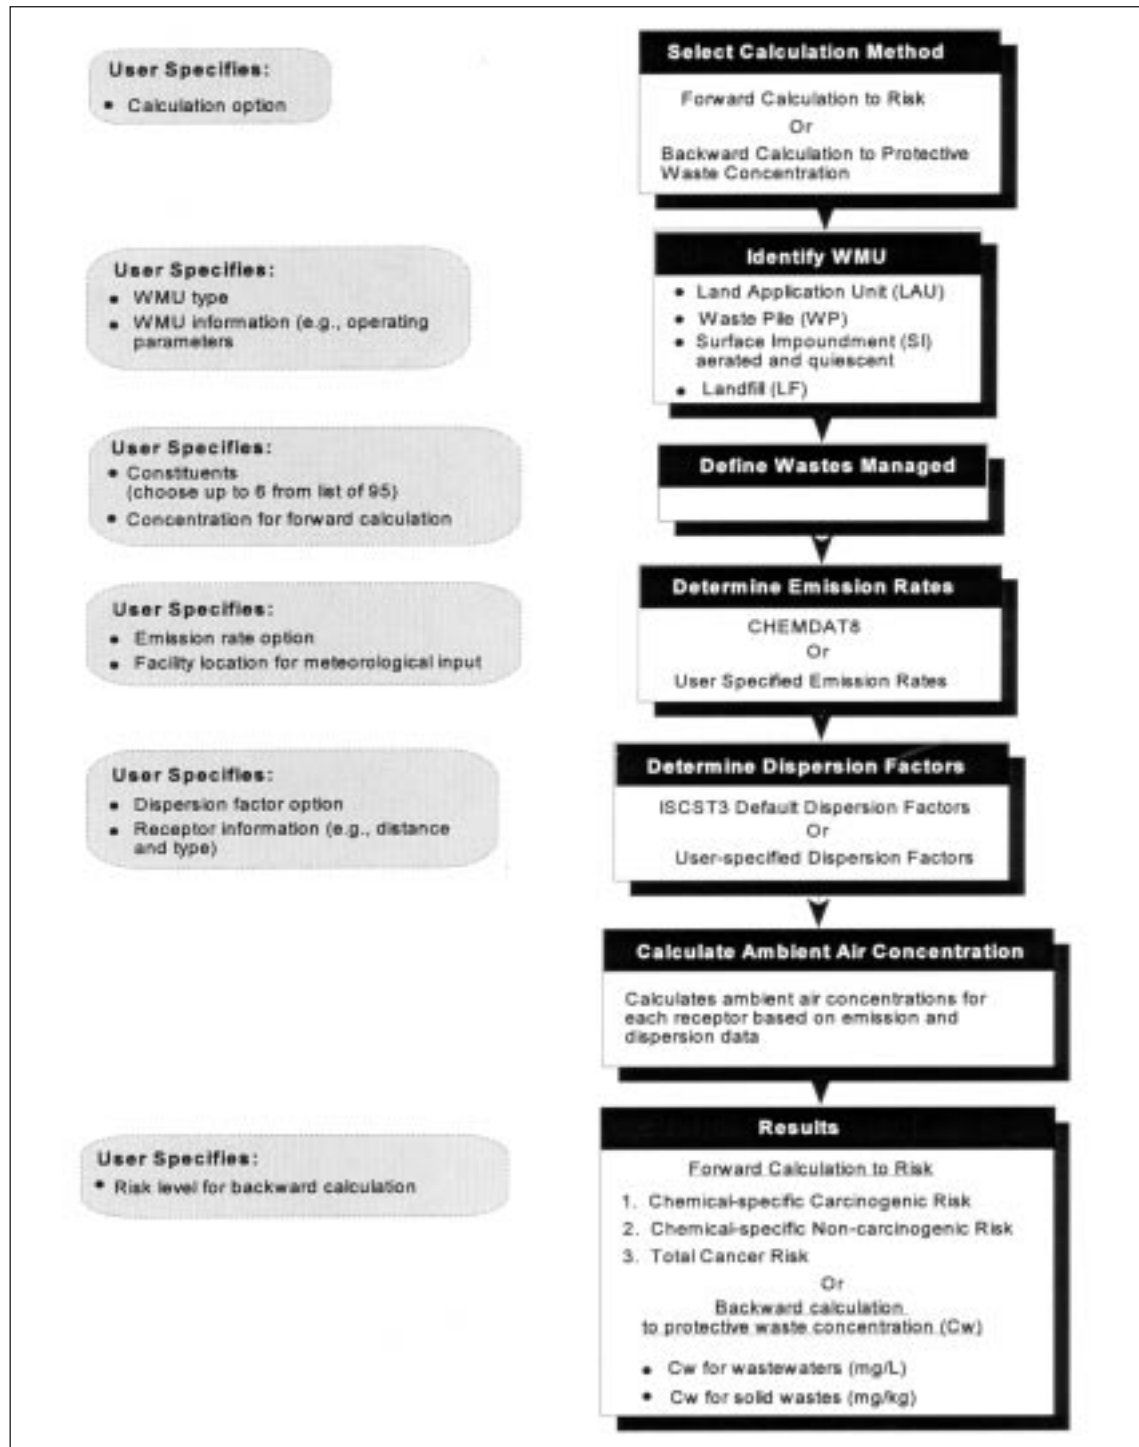 User Specifies:
• Calculation option
Select Calculation Method
Forward Calculation to Risk
Or
Backward Calculation to Protective
Waste Concentration
User Specifies:
• WMU type
• WMU information (e.g., operating
parameters
Identify WMU
• Land Application Unit (LAU)
• Waste Pile (WP)
• Surface Impoundment (SI)
aerated and quiescent
• Landfill (LF)
User Specifies:
• Constituents
(choose up to 6 from list of 95)
• Concentration for forward calculation
Define Wastes Managed
User Specifies:
• Emission rate option
• Facility location for meteorological input
Determine Emission Rates
CHEMDAT8
Or
User Specified Emission Rates
User Specifies:
• Dispersion factor option
• Receptor information (e.g., distance
and type)
Determine Dispersion Factors
ISCST3 Default Dispersion Factors
Or
User-specified Dispersion Factors
Calculate Ambient Air Concentration
Calculates ambient air concentrations for
each receptor based on emission and
dispersion data
User Specifies:
• Risk level for backward calculation
Results
Forward Calculation to Risk
1. Chemical-specific Carcinogenic Risk
2. Chemical-specific Non-carcinogenic Risk
3. Total Cancer Risk
Or
Backward calculation
to protective waste concentration (Cw)
• Cw for wastewaters (mg/L)
• Cw for solid wastes (mg/kg)